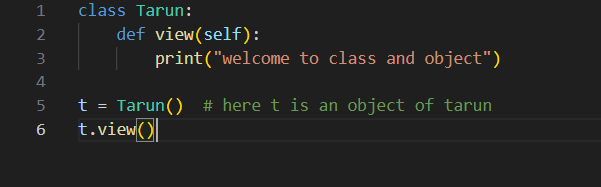 1 class Tarun:
2     def view(self):
3         print("welcome to class and object")
4
5 t = Tarun()  # here t is an object of tarun
6 t.view()